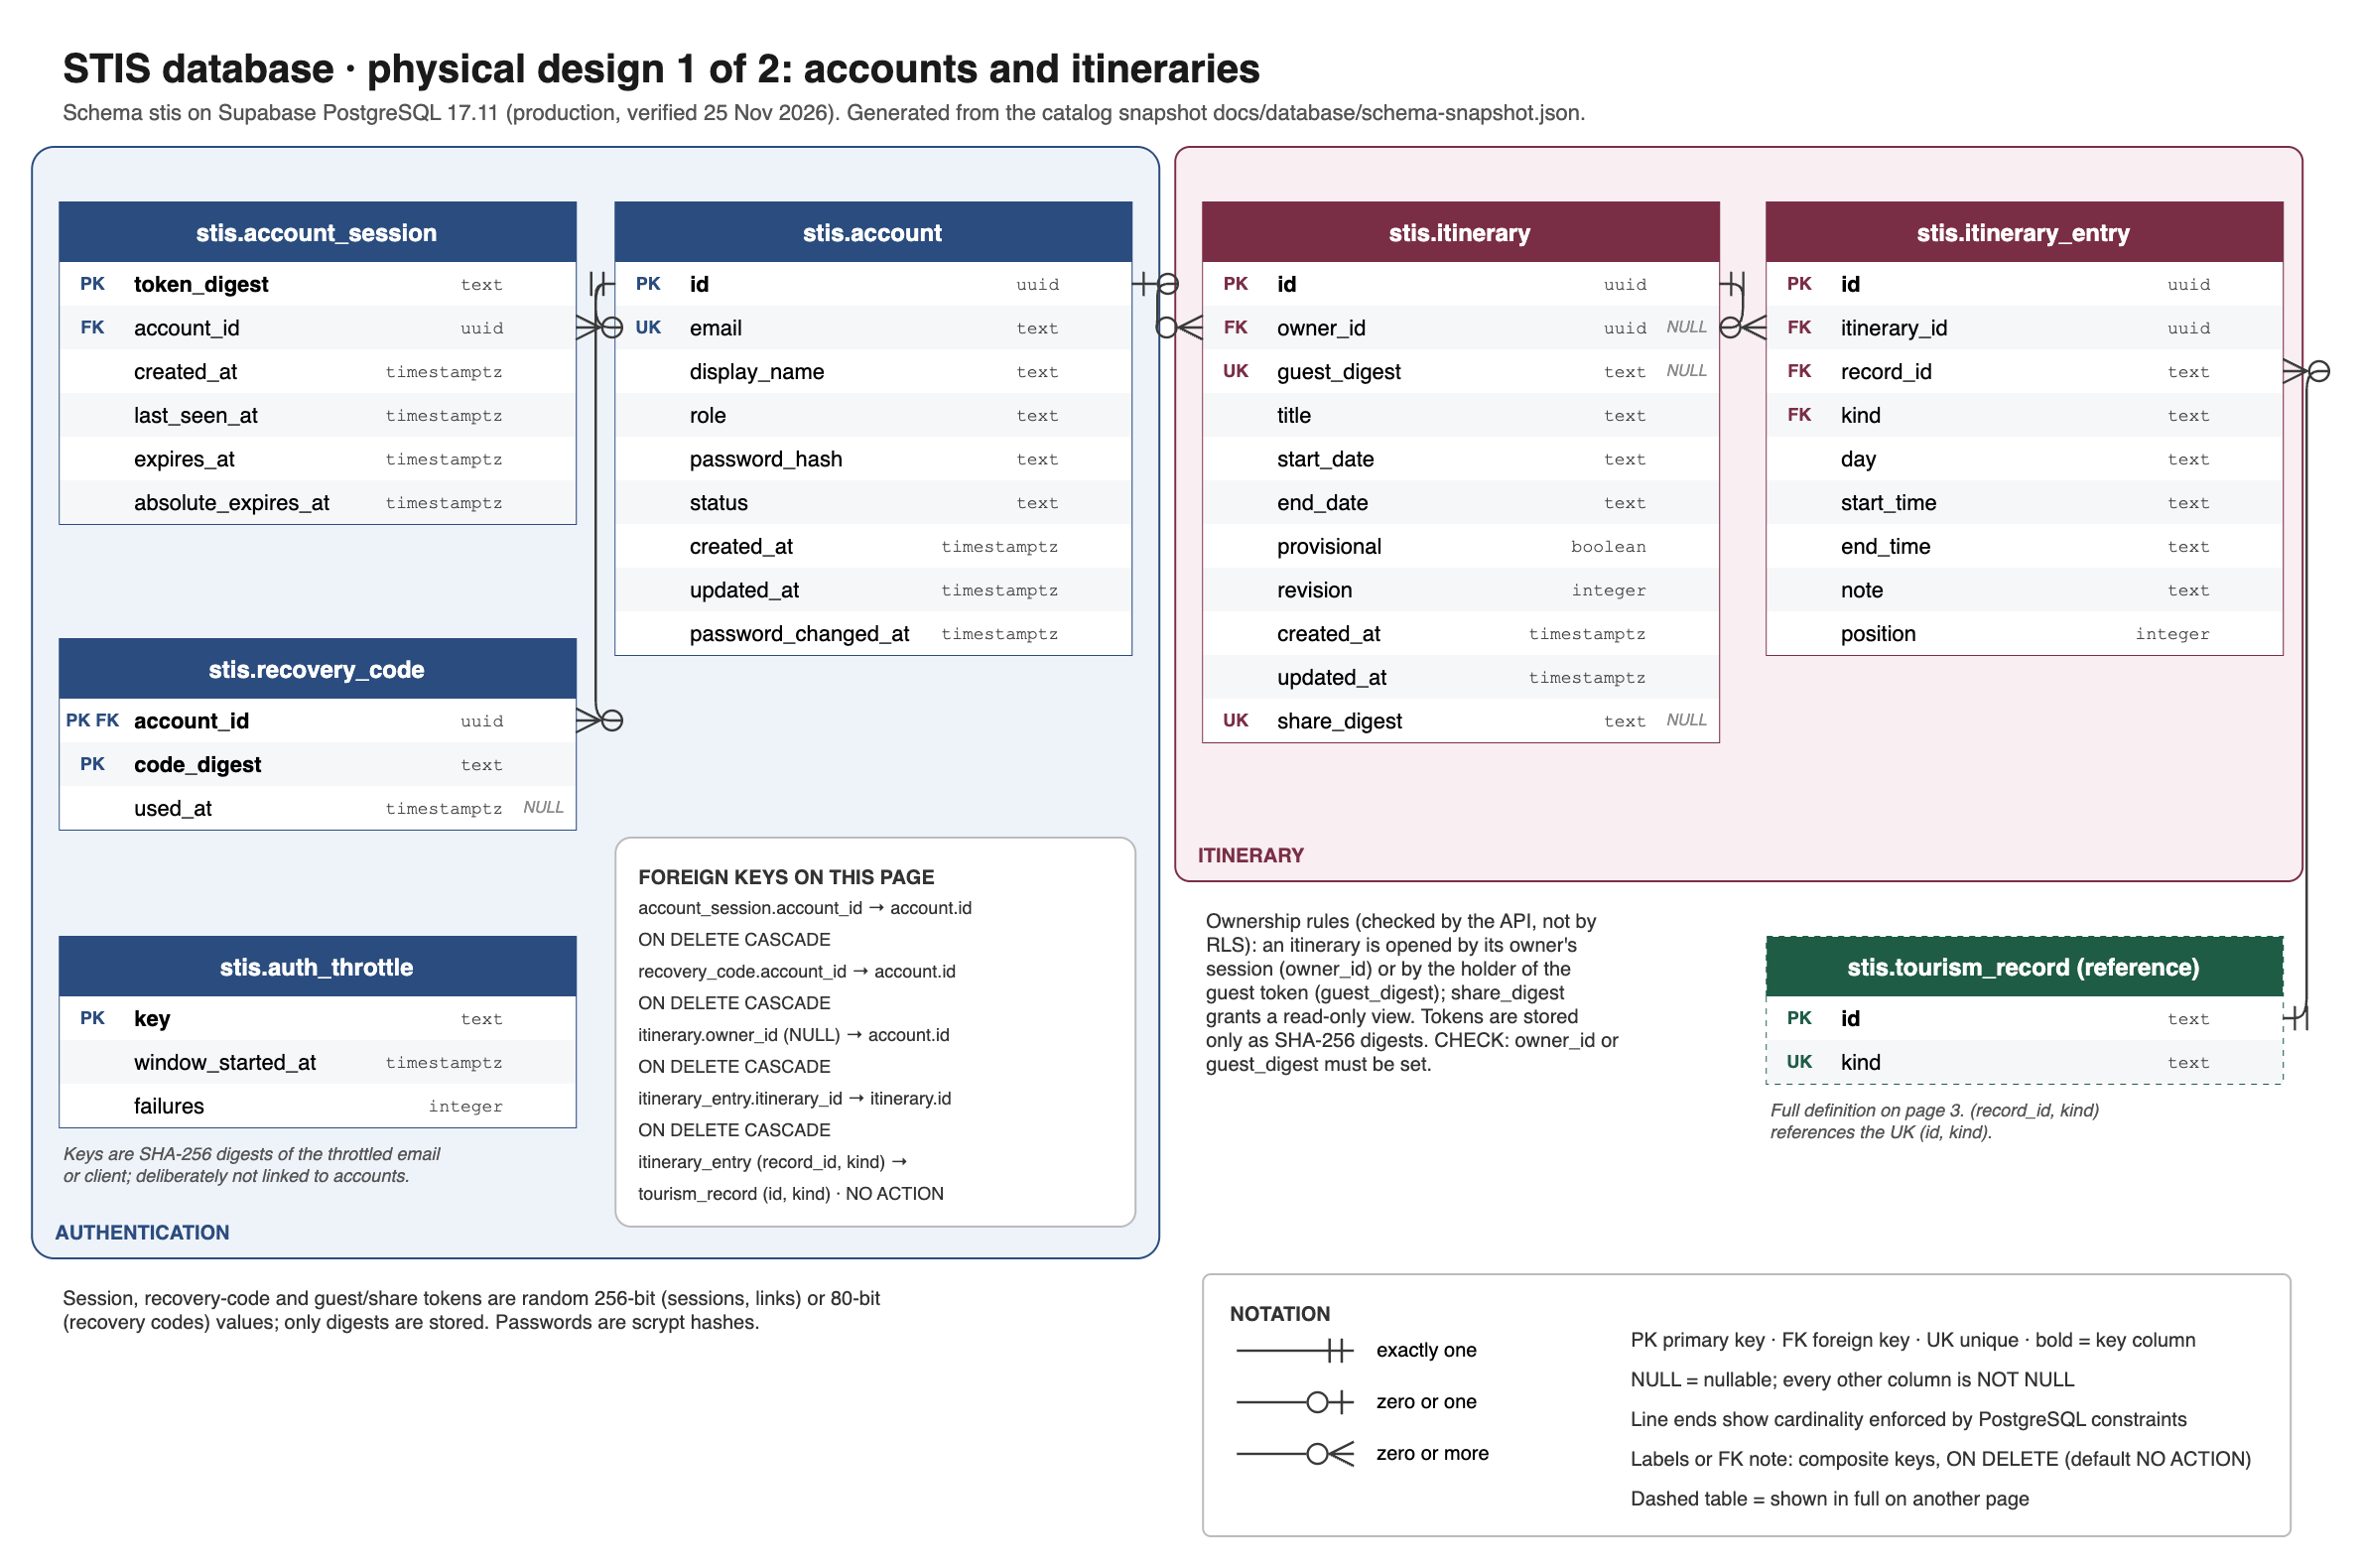 STIS database · physical design 1 of 2: accounts and itineraries
Schema stis on Supabase PostgreSQL 17.11 (production, verified 25 Nov 2026). Generated from the catalog snapshot docs/database/schema-snapshot.json.
stis.account_session
PK token_digest text
FK account_id uuid
created_at timestamptz
last_seen_at timestamptz
expires_at timestamptz
absolute_expires_at timestamptz
stis.account
PK id uuid
UK email text
display_name text
role text
password_hash text
status text
created_at timestamptz
updated_at timestamptz
password_changed_at timestamptz
stis.itinerary
PK id uuid
FK owner_id uuid NULL
UK guest_digest text NULL
title text
start_date text
end_date text
provisional boolean
revision integer
created_at timestamptz
updated_at timestamptz
UK share_digest text NULL
stis.itinerary_entry
PK id uuid
FK itinerary_id uuid
FK record_id text
FK kind text
day text
start_time text
end_time text
note text
position integer
stis.recovery_code
PK FK account_id uuid
PK code_digest text
used_at timestamptz NULL
ITINERARY
FOREIGN KEYS ON THIS PAGE
account_session.account_id → account.id
ON DELETE CASCADE
recovery_code.account_id → account.id
ON DELETE CASCADE
itinerary.owner_id (NULL) → account.id
ON DELETE CASCADE
itinerary_entry.itinerary_id → itinerary.id
ON DELETE CASCADE
itinerary_entry (record_id, kind) →
tourism_record (id, kind) · NO ACTION
Ownership rules (checked by the API, not by
RLS): an itinerary is opened by its owner's
session (owner_id) or by the holder of the
guest token (guest_digest); share_digest
grants a read-only view. Tokens are stored
only as SHA-256 digests. CHECK: owner_id or
guest_digest must be set.
stis.tourism_record (reference)
PK id text
UK kind text
Full definition on page 3. (record_id, kind)
references the UK (id, kind).
stis.auth_throttle
PK key text
window_started_at timestamptz
failures integer
Keys are SHA-256 digests of the throttled email
or client; deliberately not linked to accounts.
AUTHENTICATION
Session, recovery-code and guest/share tokens are random 256-bit (sessions, links) or 80-bit
(recovery codes) values; only digests are stored. Passwords are scrypt hashes.
NOTATION
exactly one
zero or one
zero or more
PK primary key · FK foreign key · UK unique · bold = key column
NULL = nullable; every other column is NOT NULL
Line ends show cardinality enforced by PostgreSQL constraints
Labels or FK note: composite keys, ON DELETE (default NO ACTION)
Dashed table = shown in full on another page